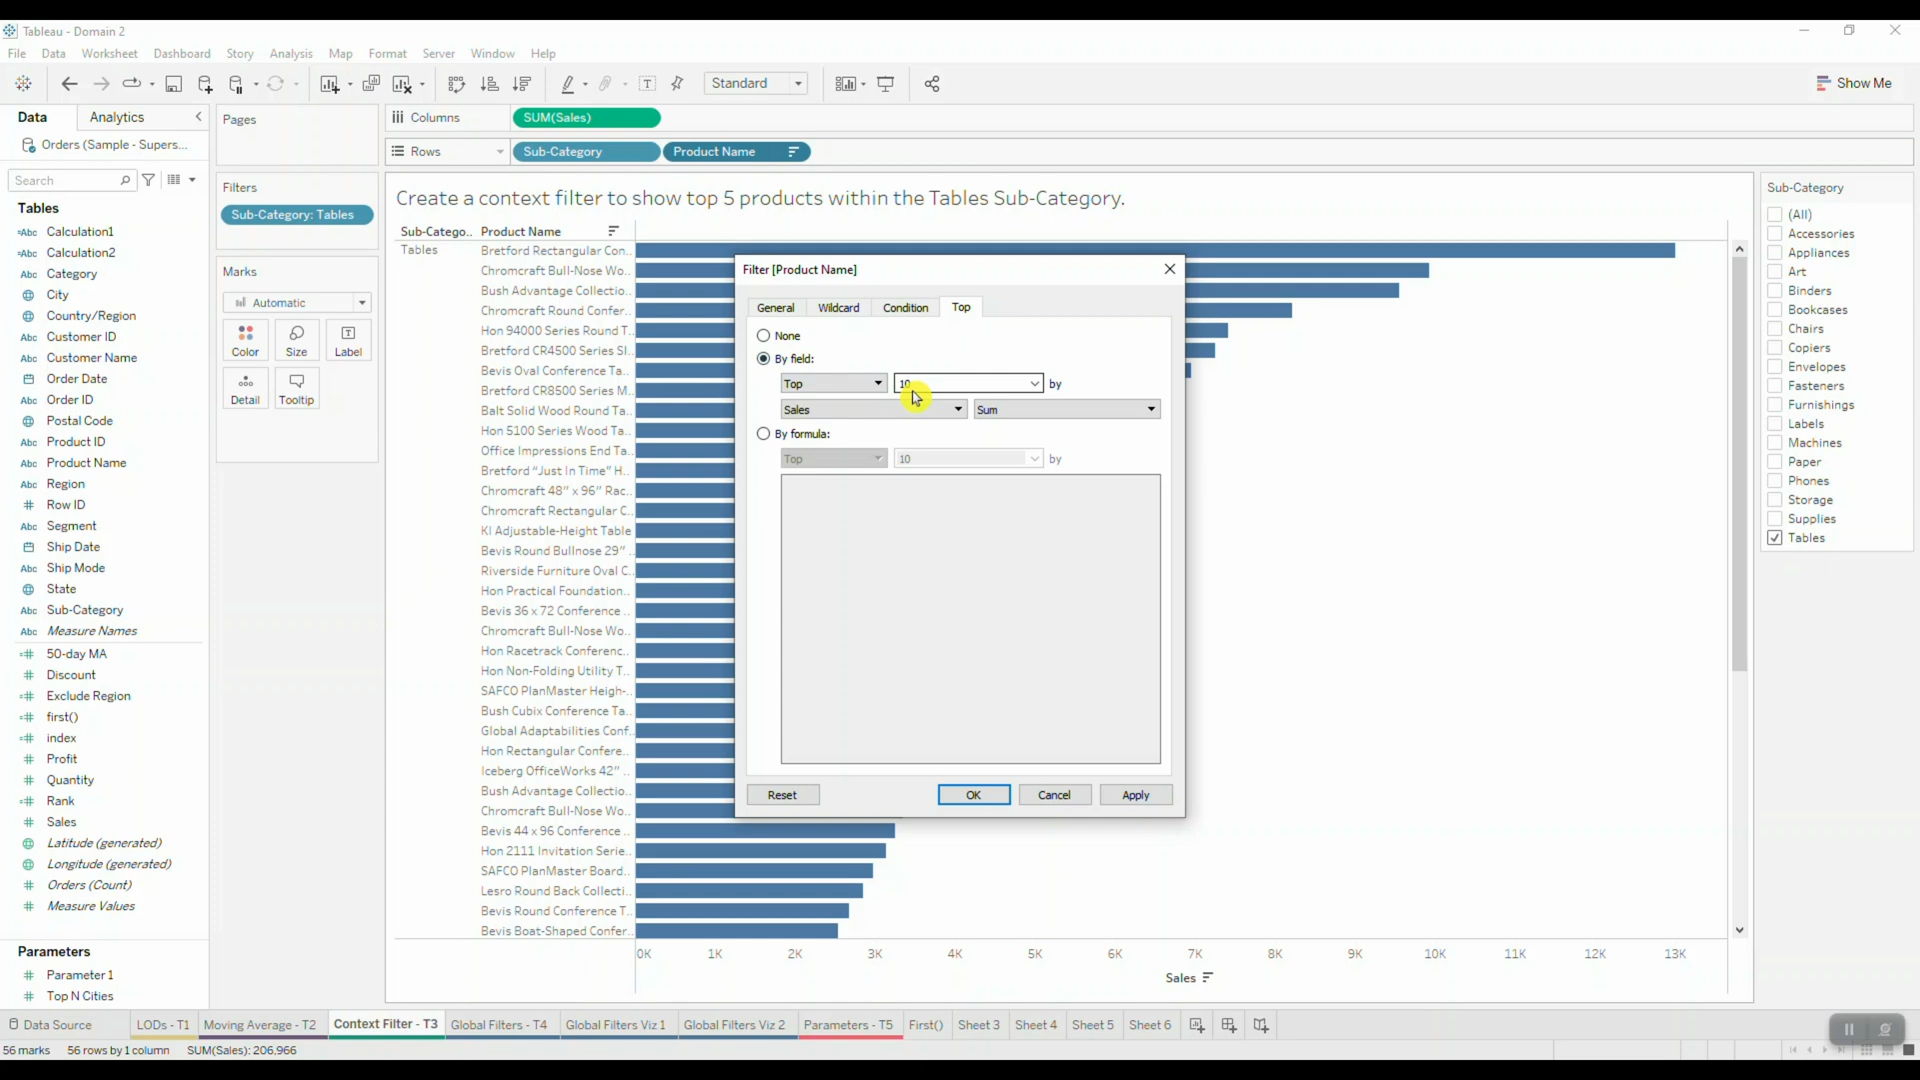 Tableau - Domain 2
File Data Worksheet Dashboard Story Analysis Map Format Server Window Help
Standard
Show Me
Data Analytics
Orders (Sample - Supers...
Search
Tables
Calculation1
Calculation2
Category
City
Country/Region
Customer ID
Customer Name
Order Date
Order ID
Postal Code
Product ID
Product Name
Region
Row ID
Segment
Ship Date
Ship Mode
State
Sub-Category
Measure Names
50-day MA
Discount
Exclude Region
first()
index
Profit
Quantity
Rank
Sales
Latitude (generated)
Longitude (generated)
Orders (Count)
Measure Values
Parameters
Parameter 1
Top N Cities
Pages
Filters
Sub-Category: Tables
Marks
Automatic
Color Size Label
Detail Tooltip
Columns SUM(Sales)
Rows Sub-Category Product Name
Create a context filter to show top 5 products within the Tables Sub-Category.
Sub-Catego.. Product Name
Tables
Bretford Rectangular Con..
Chromcraft Bull-Nose Wo..
Bush Advantage Collectio..
Chromcraft Round Confer..
Hon 94000 Series Round T..
Bretford CR4500 Series Sl..
Bevis Oval Conference Ta..
Bretford CR8500 Series M..
Balt Solid Wood Round Ta..
Hon 5100 Series Wood Ta..
Office Impressions End Ta..
Bretford “Just In Time” H..
Chromcraft 48” x 96” Rac..
Chromcraft Rectangular C..
KI Adjustable-Height Table
Bevis Round Bullnose 29” ..
Riverside Furniture Oval C..
Hon Practical Foundation..
Bevis 36 x 72 Conference ..
Chromcraft Bull-Nose Wo..
Hon Racetrack Conferenc..
Hon Non-Folding Utility T..
SAFCO PlanMaster Heigh-..
Bush Cubix Conference Ta..
Global Adaptabilities Conf..
Hon Rectangular Confere..
Iceberg OfficeWorks 42” ..
Bush Advantage Collectio..
Chromcraft Bull-Nose Wo..
Bevis 44 x 96 Conference ..
Hon 2111 Invitation Serie..
SAFCO PlanMaster Board..
Lesro Round Back Collecti..
Bevis Round Conference T..
Bevis Boat-Shaped Confer..
0K 1K 2K 3K 4K 5K 6K 7K 8K 9K 10K 11K 12K 13K
Sales
Filter [Product Name]
General Wildcard Condition Top
None
By field:
Top 10 by
Sales Sum
By formula:
Top 10 by
Reset OK Cancel Apply
Sub-Category
(All)
Accessories
Appliances
Art
Binders
Bookcases
Chairs
Copiers
Envelopes
Fasteners
Furnishings
Labels
Machines
Paper
Phones
Storage
Supplies
Tables
Data Source LODs - T1 Moving Average - T2 Context Filter - T3 Global Filters - T4 Global Filters Viz 1 Global Filters Viz 2 Parameters - T5 First() Sheet 3 Sheet 4 Sheet 5 Sheet 6
56 marks 56 rows by 1 column SUM(Sales): 206,966